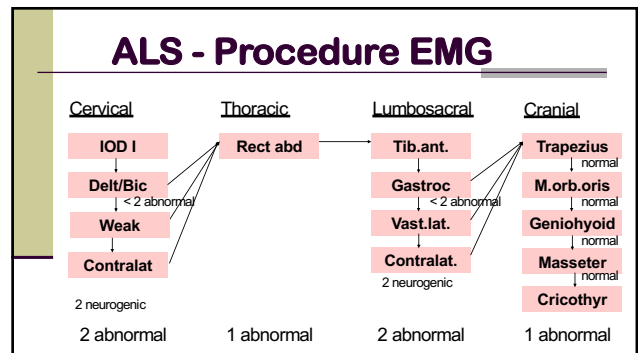 ALS - Procedure EMG
Cervical
IOD I
Delt/Bic
< 2 abnormal
Weak
Contralat
2 neurogenic
2 abnormal
Thoracic
Rect abd
1 abnormal
Lumbosacral
Tib.ant.
Gastroc
< 2 abnormal
Vast.lat.
Contralat.
2 neurogenic
2 abnormal
Cranial
Trapezius
normal
M.orb.oris
normal
Geniohyoid
normal
Masseter
normal
Cricothyr
1 abnormal